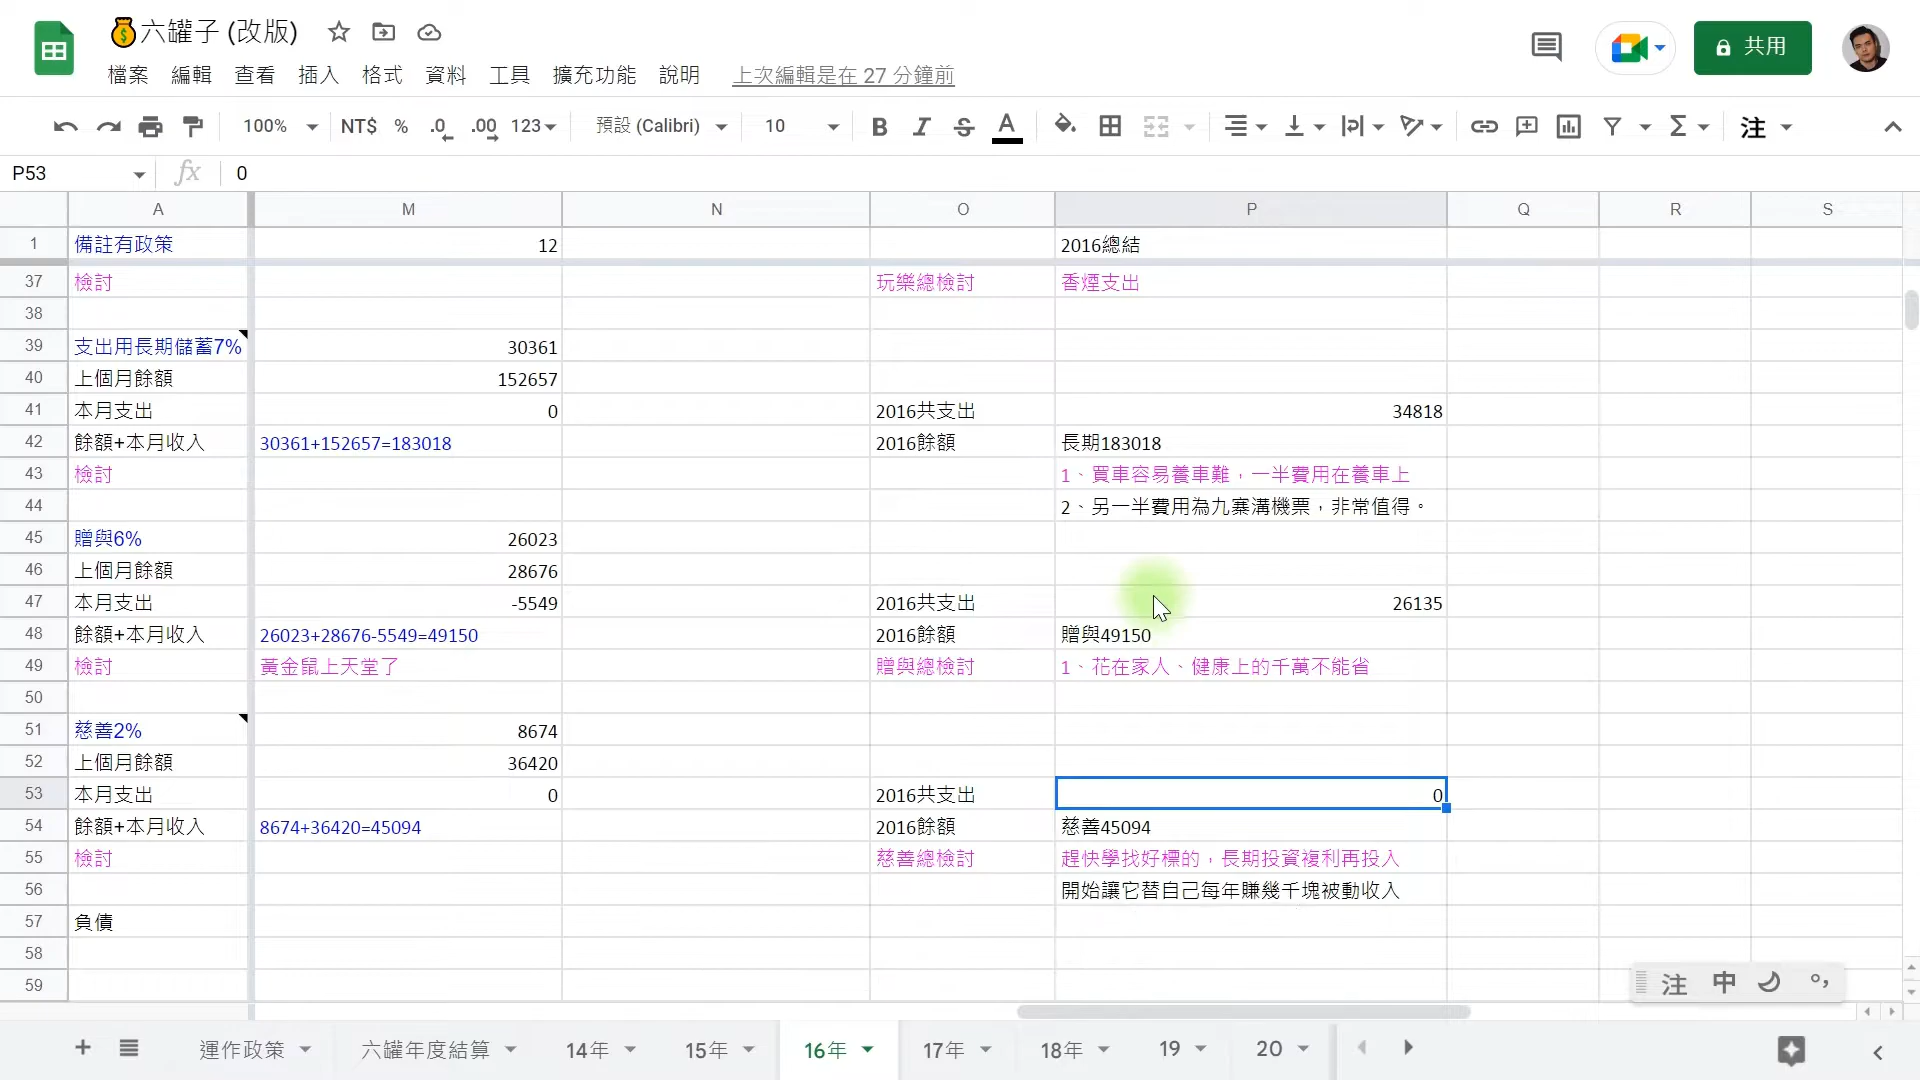 六罐子 (改版)
檔案 編輯 查看 插入 格式 資料 工具 擴充功能 說明 上次編輯是在 27 分鐘前
共用
100% NT$ % .0 .00 123 預設 (Calibri) 10 B I S A Σ 注
P53 fx 0
A M N O P Q R S
1 備註有政策 12 2016總結
37 檢討 玩樂總檢討 香煙支出
38
39 支出用長期儲蓄7% 30361
40 上個月餘額 152657
41 本月支出 0 2016共支出 34818
42 餘額+本月收入 30361+152657=183018 2016餘額 長期183018
43 檢討 1、買車容易養車難，一半費用在養車上
44 2、另一半費用為九寨溝機票，非常值得。
45 贈與6% 26023
46 上個月餘額 28676
47 本月支出 -5549 2016共支出 26135
48 餘額+本月收入 26023+28676-5549=49150 2016餘額 贈與49150
49 檢討 黃金鼠上天堂了 贈與總檢討 1、花在家人、健康上的千萬不能省
50
51 慈善2% 8674
52 上個月餘額 36420
53 本月支出 0 2016共支出 0
54 餘額+本月收入 8674+36420=45094 2016餘額 慈善45094
55 檢討 慈善總檢討 趕快學找好標的，長期投資複利再投入
56 開始讓它替自己每年賺幾千塊被動收入
57 負債
58
59
注 中
運作政策 六罐年度結算 14年 15年 16年 17年 18年 19 20